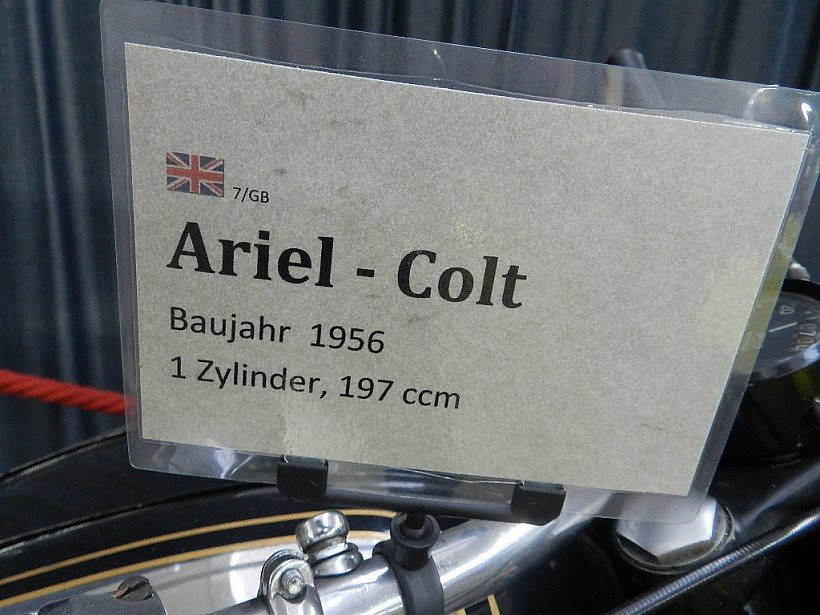 7/GB
Ariel - Colt
Baujahr 1956
1 Zylinder, 197 ccm